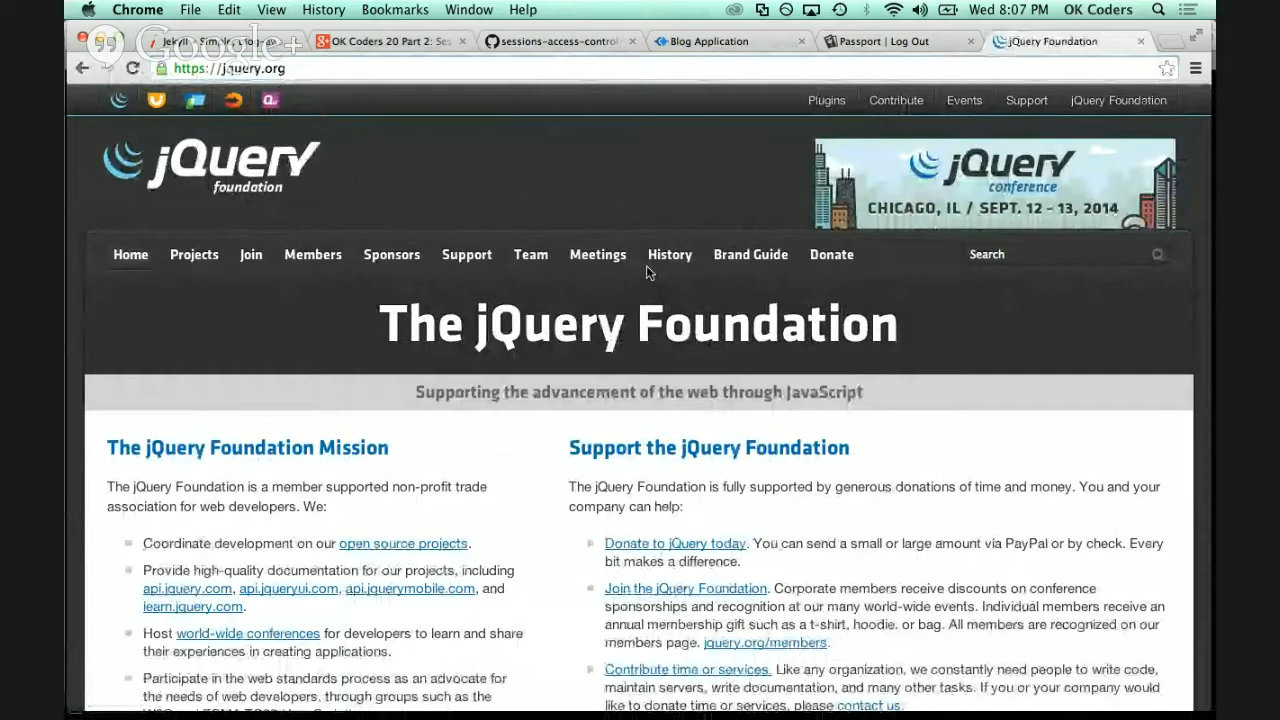 Chrome File Edit View History Bookmarks Window Help Wed 8:07 PM OK Coders
Google+
OK Coders 20 Part 2: Ses
sessions-access-control
Blog Application
Passport | Log Out
jQuery Foundation
https://jquery.org
Plugins Contribute Events Support jQuery Foundation
jQuery
foundation
jQuery
conference
CHICAGO, IL / SEPT. 12 - 13, 2014
Home Projects Join Members Sponsors Support Team Meetings History Brand Guide Donate Search
The jQuery Foundation
Supporting the advancement of the web through JavaScript
The jQuery Foundation Mission
The jQuery Foundation is a member supported non-profit trade
association for web developers. We:
Coordinate development on our open source projects.
Provide high-quality documentation for our projects, including
api.jquery.com, api.jqueryui.com, api.jquerymobile.com, and
learn.jquery.com.
Host world-wide conferences for developers to learn and share
their experiences in creating applications.
Participate in the web standards process as an advocate for
the needs of web developers, through groups such as the
Support the jQuery Foundation
The jQuery Foundation is fully supported by generous donations of time and money. You and your
company can help:
Donate to jQuery today. You can send a small or large amount via PayPal or by check. Every
bit makes a difference.
Join the jQuery Foundation. Corporate members receive discounts on conference
sponsorships and recognition at our many world-wide events. Individual members receive an
annual membership gift such as a t-shirt, hoodie, or bag. All members are recognized on our
members page. jquery.org/members.
Contribute time or services. Like any organization, we constantly need people to write code,
maintain servers, write documentation, and many other tasks. If you or your company would
like to donate time or services, please contact us.